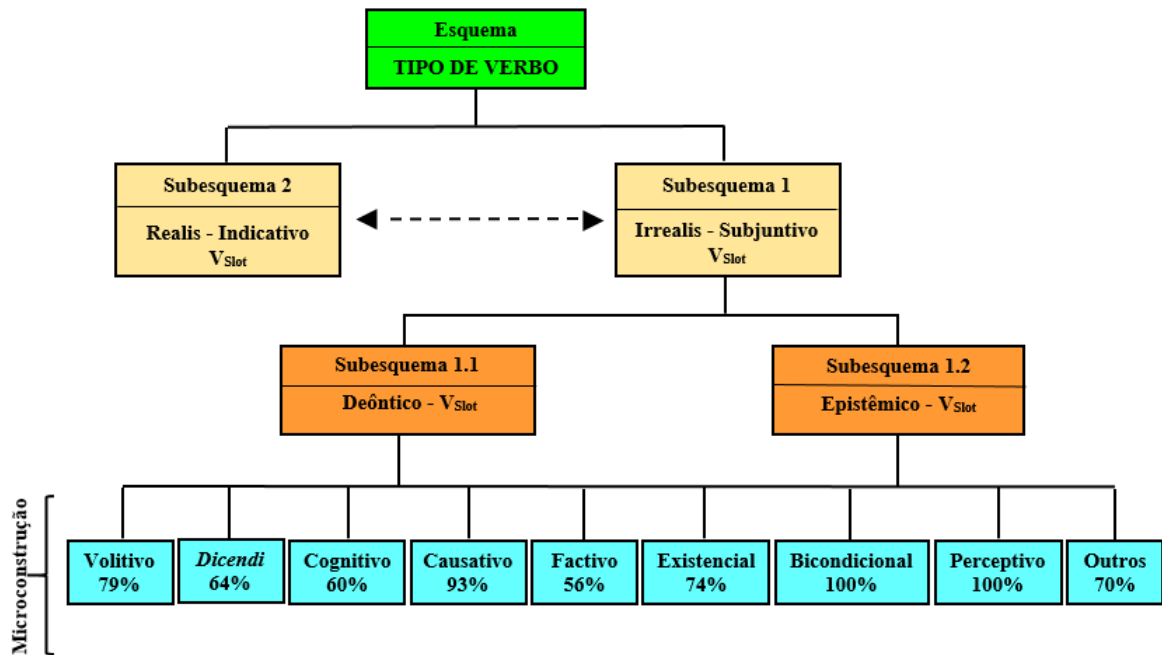 Esquema
TIPO DE VERBO
Subesquema 2
Realis - Indicativo
VSlot
Subesquema 1
Irrealis - Subjuntivo
VSlot
Subesquema 1.1
Deôntico - VSlot
Subesquema 1.2
Epistêmico - VSlot
Microconstrução
Volitivo
79%
Dicendi
64%
Cognitivo
60%
Causativo
93%
Factivo
56%
Existencial
74%
Bicondicional
100%
Perceptivo
100%
Outros
70%